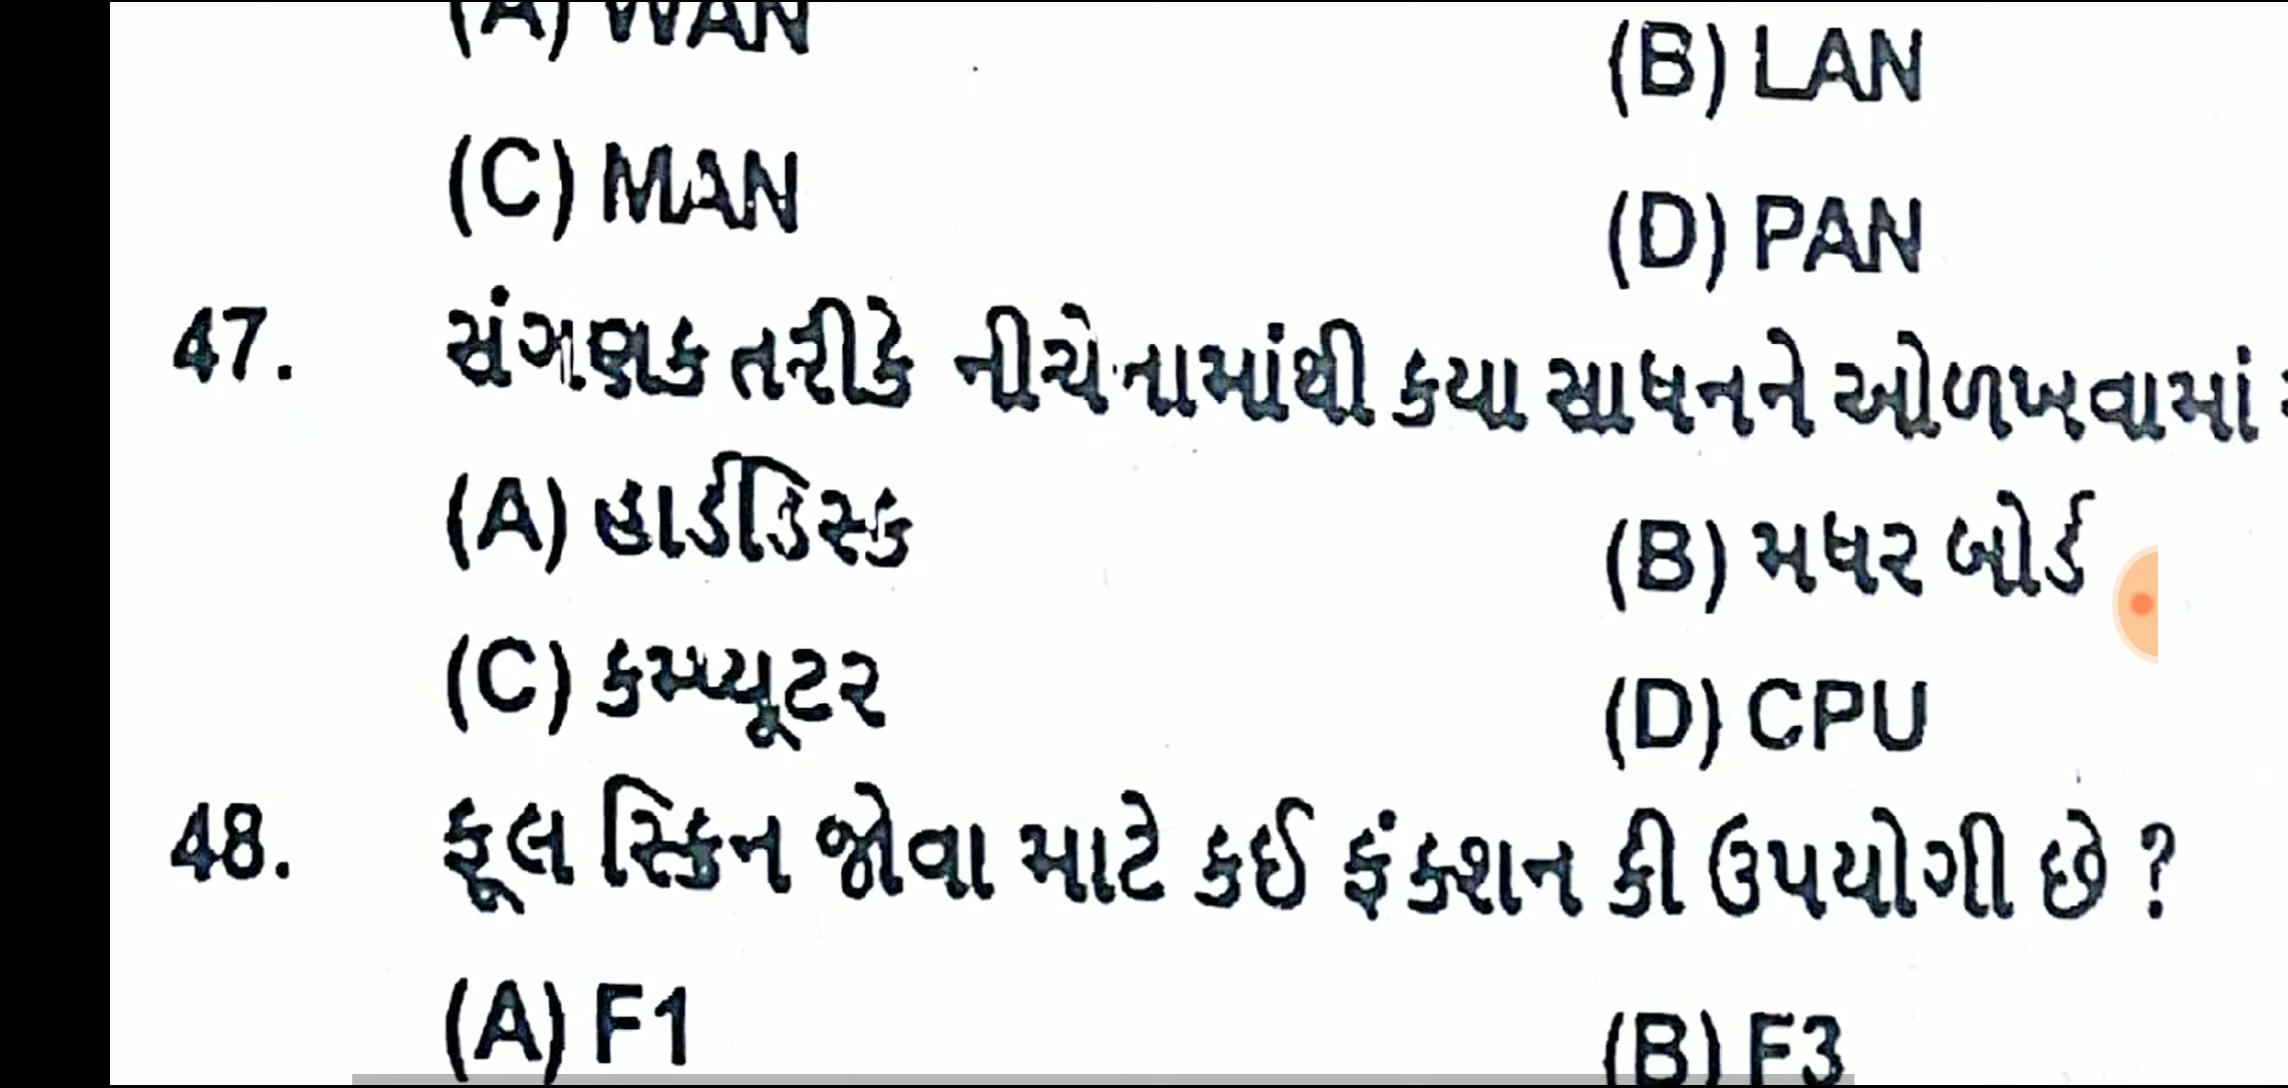 (A) WAN
(B) LAN
(C) MAN
(D) PAN
47. સંગણક તરીકે નીચેનામાંથી કયા સાધનને ઓળખવામાં
(A) હાર્ડડિસ્ક
(B) મધર બોર્ડ
(C) કમ્પ્યૂટર
(D) CPU
48. ફૂલ સ્ક્રિન જોવા માટે કઈ ફંક્શન કી ઉપયોગી છે ?
(A) F1
(B) F3